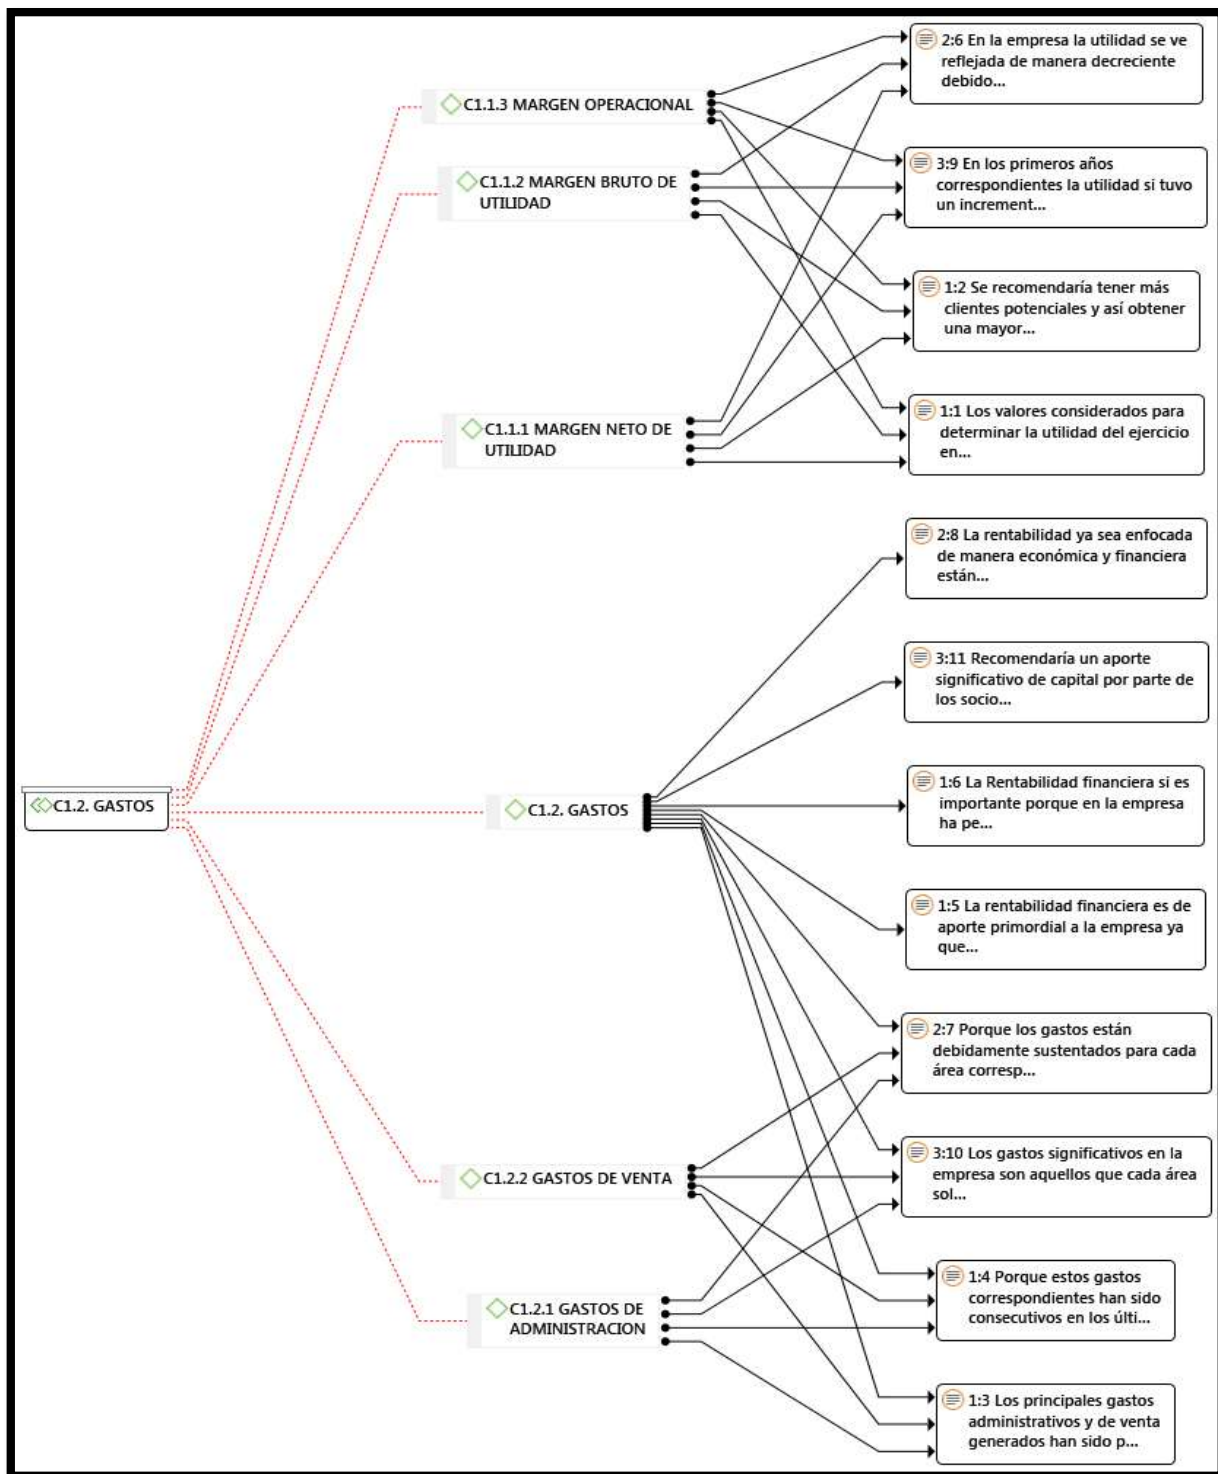 C1.2. GASTOS
C1.1.3 MARGEN OPERACIONAL
C1.1.2 MARGEN BRUTO DE
UTILIDAD
C1.1.1 MARGEN NETO DE
UTILIDAD
C1.2. GASTOS
C1.2.2 GASTOS DE VENTA
C1.2.1 GASTOS DE
ADMINISTRACION
2:6 En la empresa la utilidad se ve
reflejada de manera decreciente
debido...
3:9 En los primeros años
correspondientes la utilidad si tuvo
un increment...
1:2 Se recomendaría tener más
clientes potenciales y así obtener
una mayor...
1:1 Los valores considerados para
determinar la utilidad del ejercicio
en...
2:8 La rentabilidad ya sea enfocada
de manera económica y financiera
están...
3:11 Recomendaría un aporte
significativo de capital por parte de
los socio...
1:6 La Rentabilidad financiera si es
importante porque en la empresa
ha pe...
1:5 La rentabilidad financiera es de
aporte primordial a la empresa ya
que...
2:7 Porque los gastos están
debidamente sustentados para cada
área corresp...
3:10 Los gastos significativos en la
empresa son aquellos que cada área
sol...
1:4 Porque estos gastos
correspondientes han sido
consecutivos en los últi...
1:3 Los principales gastos
administrativos y de venta
generados han sido p...